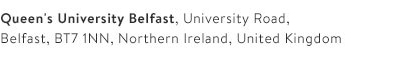 Queen's University Belfast, University Road,
Belfast, BT7 1NN, Northern Ireland, United Kingdom